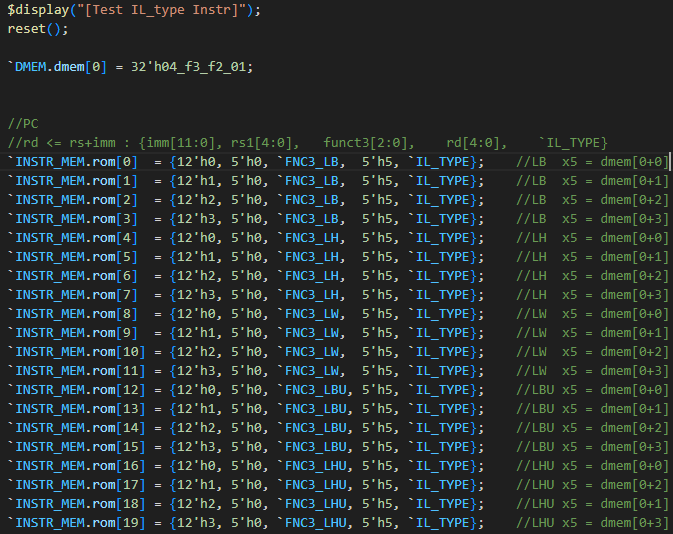 $display("[Test IL_type Instr]");
reset();
`DMEM.dmem[0] = 32'h04_f3_f2_01;
//PC
//rd <= rs+imm : {imm[11:0], rs1[4:0],   funct3[2:0],    rd[4:0],    `IL_TYPE}
`INSTR_MEM.rom[0]  = {12'h0, 5'h0, `FNC3_LB,  5'h5, `IL_TYPE};    //LB  x5 = dmem[0+0]
`INSTR_MEM.rom[1]  = {12'h1, 5'h0, `FNC3_LB,  5'h5, `IL_TYPE};    //LB  x5 = dmem[0+1]
`INSTR_MEM.rom[2]  = {12'h2, 5'h0, `FNC3_LB,  5'h5, `IL_TYPE};    //LB  x5 = dmem[0+2]
`INSTR_MEM.rom[3]  = {12'h3, 5'h0, `FNC3_LB,  5'h5, `IL_TYPE};    //LB  x5 = dmem[0+3]
`INSTR_MEM.rom[4]  = {12'h0, 5'h0, `FNC3_LH,  5'h5, `IL_TYPE};    //LH  x5 = dmem[0+0]
`INSTR_MEM.rom[5]  = {12'h1, 5'h0, `FNC3_LH,  5'h5, `IL_TYPE};    //LH  x5 = dmem[0+1]
`INSTR_MEM.rom[6]  = {12'h2, 5'h0, `FNC3_LH,  5'h5, `IL_TYPE};    //LH  x5 = dmem[0+2]
`INSTR_MEM.rom[7]  = {12'h3, 5'h0, `FNC3_LH,  5'h5, `IL_TYPE};    //LH  x5 = dmem[0+3]
`INSTR_MEM.rom[8]  = {12'h0, 5'h0, `FNC3_LW,  5'h5, `IL_TYPE};    //LW  x5 = dmem[0+0]
`INSTR_MEM.rom[9]  = {12'h1, 5'h0, `FNC3_LW,  5'h5, `IL_TYPE};    //LW  x5 = dmem[0+1]
`INSTR_MEM.rom[10] = {12'h2, 5'h0, `FNC3_LW,  5'h5, `IL_TYPE};    //LW  x5 = dmem[0+2]
`INSTR_MEM.rom[11] = {12'h3, 5'h0, `FNC3_LW,  5'h5, `IL_TYPE};    //LW  x5 = dmem[0+3]
`INSTR_MEM.rom[12] = {12'h0, 5'h0, `FNC3_LBU, 5'h5, `IL_TYPE};    //LBU x5 = dmem[0+0]
`INSTR_MEM.rom[13] = {12'h1, 5'h0, `FNC3_LBU, 5'h5, `IL_TYPE};    //LBU x5 = dmem[0+1]
`INSTR_MEM.rom[14] = {12'h2, 5'h0, `FNC3_LBU, 5'h5, `IL_TYPE};    //LBU x5 = dmem[0+2]
`INSTR_MEM.rom[15] = {12'h3, 5'h0, `FNC3_LBU, 5'h5, `IL_TYPE};    //LBU x5 = dmem[0+3]
`INSTR_MEM.rom[16] = {12'h0, 5'h0, `FNC3_LHU, 5'h5, `IL_TYPE};    //LHU x5 = dmem[0+0]
`INSTR_MEM.rom[17] = {12'h1, 5'h0, `FNC3_LHU, 5'h5, `IL_TYPE};    //LHU x5 = dmem[0+2]
`INSTR_MEM.rom[18] = {12'h2, 5'h0, `FNC3_LHU, 5'h5, `IL_TYPE};    //LHU x5 = dmem[0+1]
`INSTR_MEM.rom[19] = {12'h3, 5'h0, `FNC3_LHU, 5'h5, `IL_TYPE};    //LHU x5 = dmem[0+3]